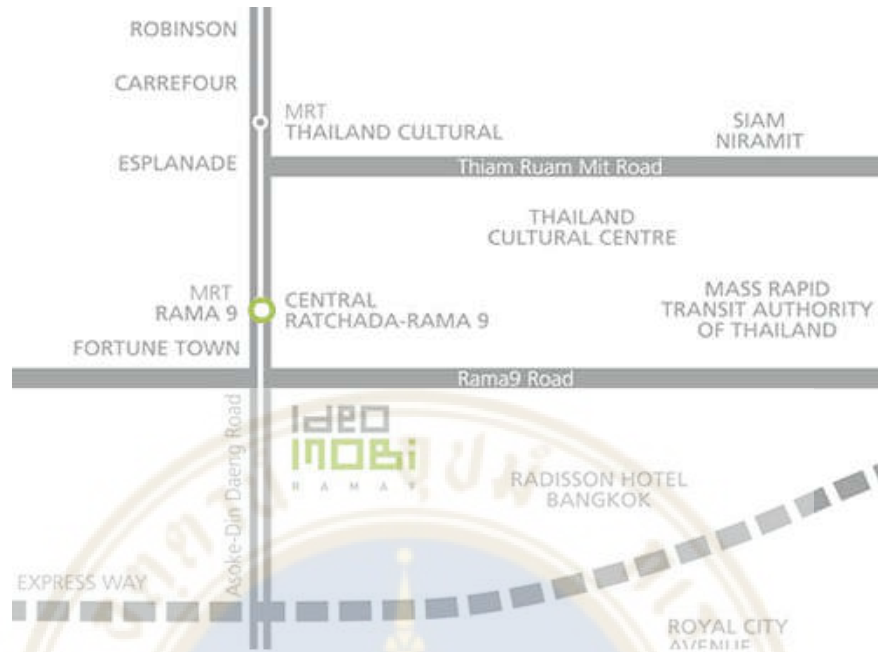 ROBINSON
CARREFOUR
MRT
THAILAND CULTURAL
SIAM
NIRAMIT
ESPLANADE
Thiam Ruam Mit Road
THAILAND
CULTURAL CENTRE
MRT
RAMA 9
CENTRAL
RATCHADA-RAMA 9
MASS RAPID
TRANSIT AUTHORITY
OF THAILAND
FORTUNE TOWN
Rama9 Road
Asoke-Din Daeng Road
IDEO
MOBI
RADISSON HOTEL
BANGKOK
EXPRESS WAY
ROYAL CITY
AVENUE